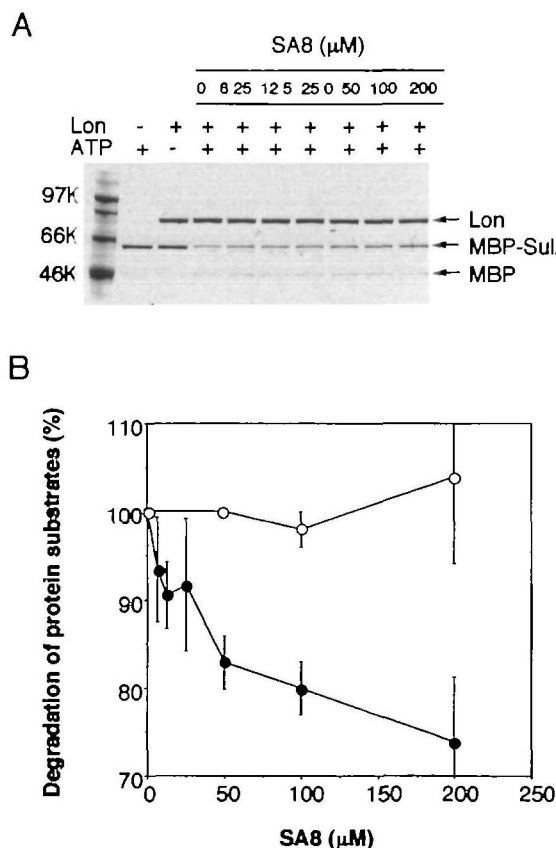 A
SA8 (μM)
0 6 25 12 5 25 0 50 100 200
Lon - + + + + + + + +
ATP + - + + + + + + +
97K
66K
46K
Lon
MBP-Sul
MBP
B
Degradation of protein substrates (%)
110
100
90
80
70
0 50 100 150 200 250
SA8 (μM)